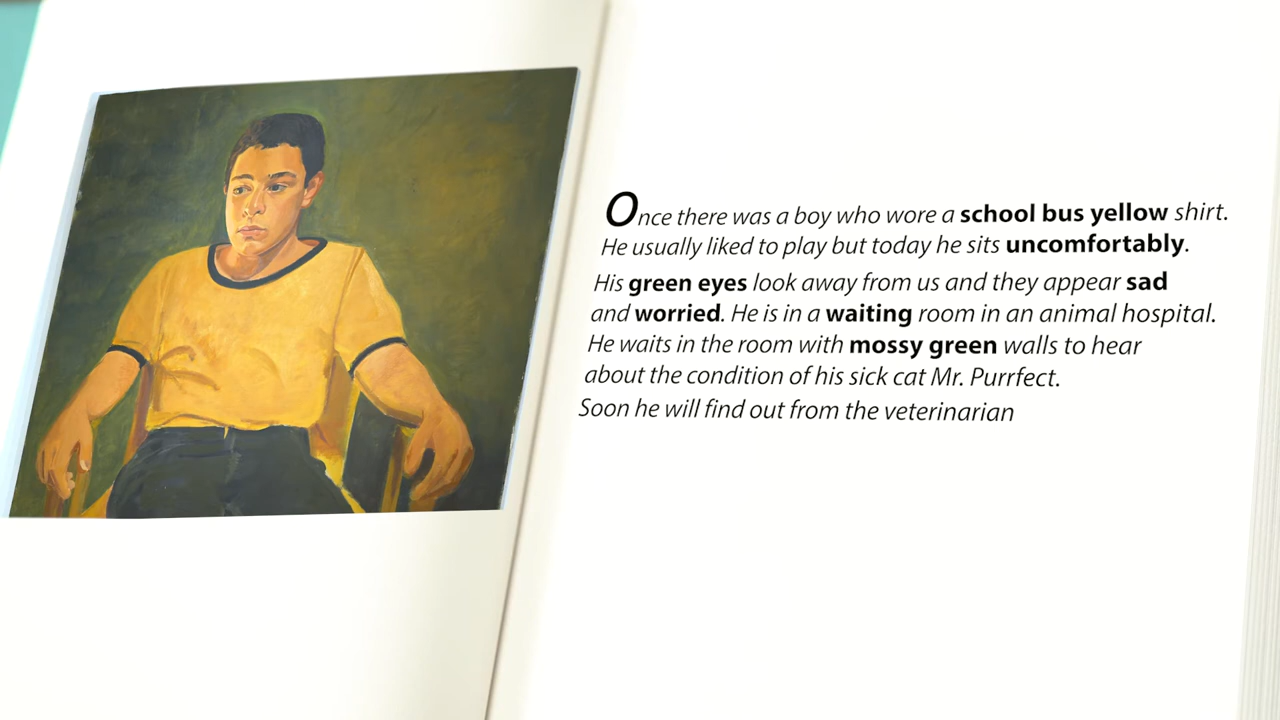 Once there was a boy who wore a school bus yellow shirt.
He usually liked to play but today he sits uncomfortably.
His green eyes look away from us and they appear sad
and worried. He is in a waiting room in an animal hospital.
He waits in the room with mossy green walls to hear
about the condition of his sick cat Mr. Purrfect.
Soon he will find out from the veterinarian